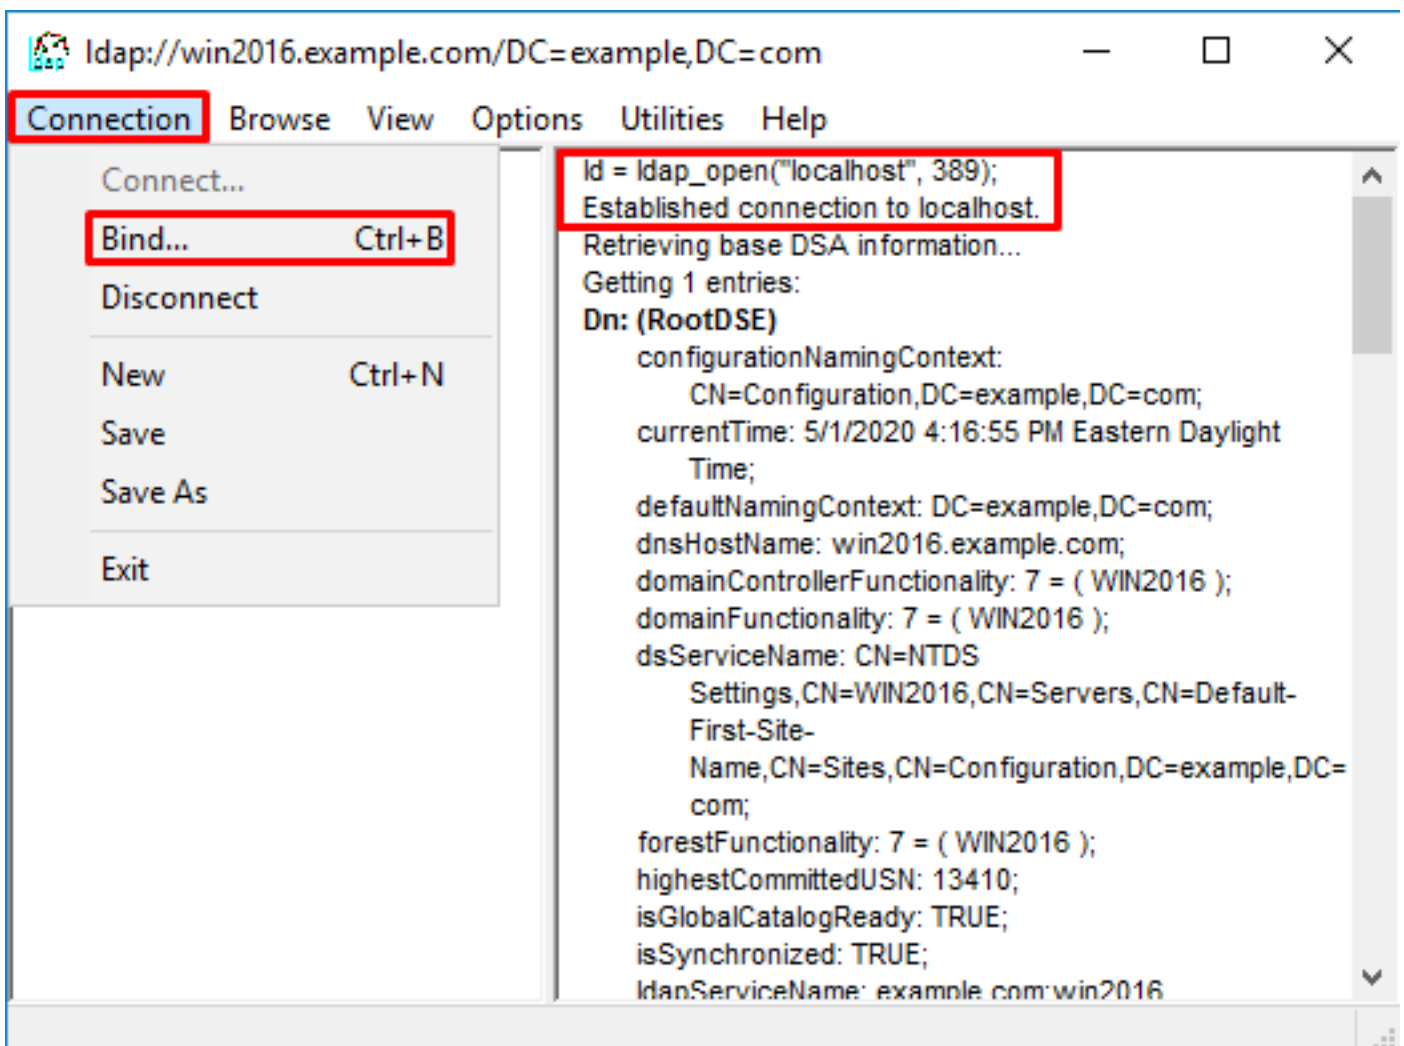 ldap://win2016.example.com/DC=example,DC=com
Connection Browse View Options Utilities Help
Connect...
Bind... Ctrl+B
Disconnect
New Ctrl+N
Save
Save As
Exit
ld = ldap_open("localhost", 389);
Established connection to localhost.
Retrieving base DSA information...
Getting 1 entries:
Dn: (RootDSE)
configurationNamingContext:
CN=Configuration,DC=example,DC=com;
currentTime: 5/1/2020 4:16:55 PM Eastern Daylight
Time;
defaultNamingContext: DC=example,DC=com;
dnsHostName: win2016.example.com;
domainControllerFunctionality: 7 = ( WIN2016 );
domainFunctionality: 7 = ( WIN2016 );
dsServiceName: CN=NTDS
Settings,CN=WIN2016,CN=Servers,CN=Default-
First-Site-
Name,CN=Sites,CN=Configuration,DC=example,DC=
com;
forestFunctionality: 7 = ( WIN2016 );
highestCommittedUSN: 13410;
isGlobalCatalogReady: TRUE;
isSynchronized: TRUE;
ldapServiceName: example.com:win2016